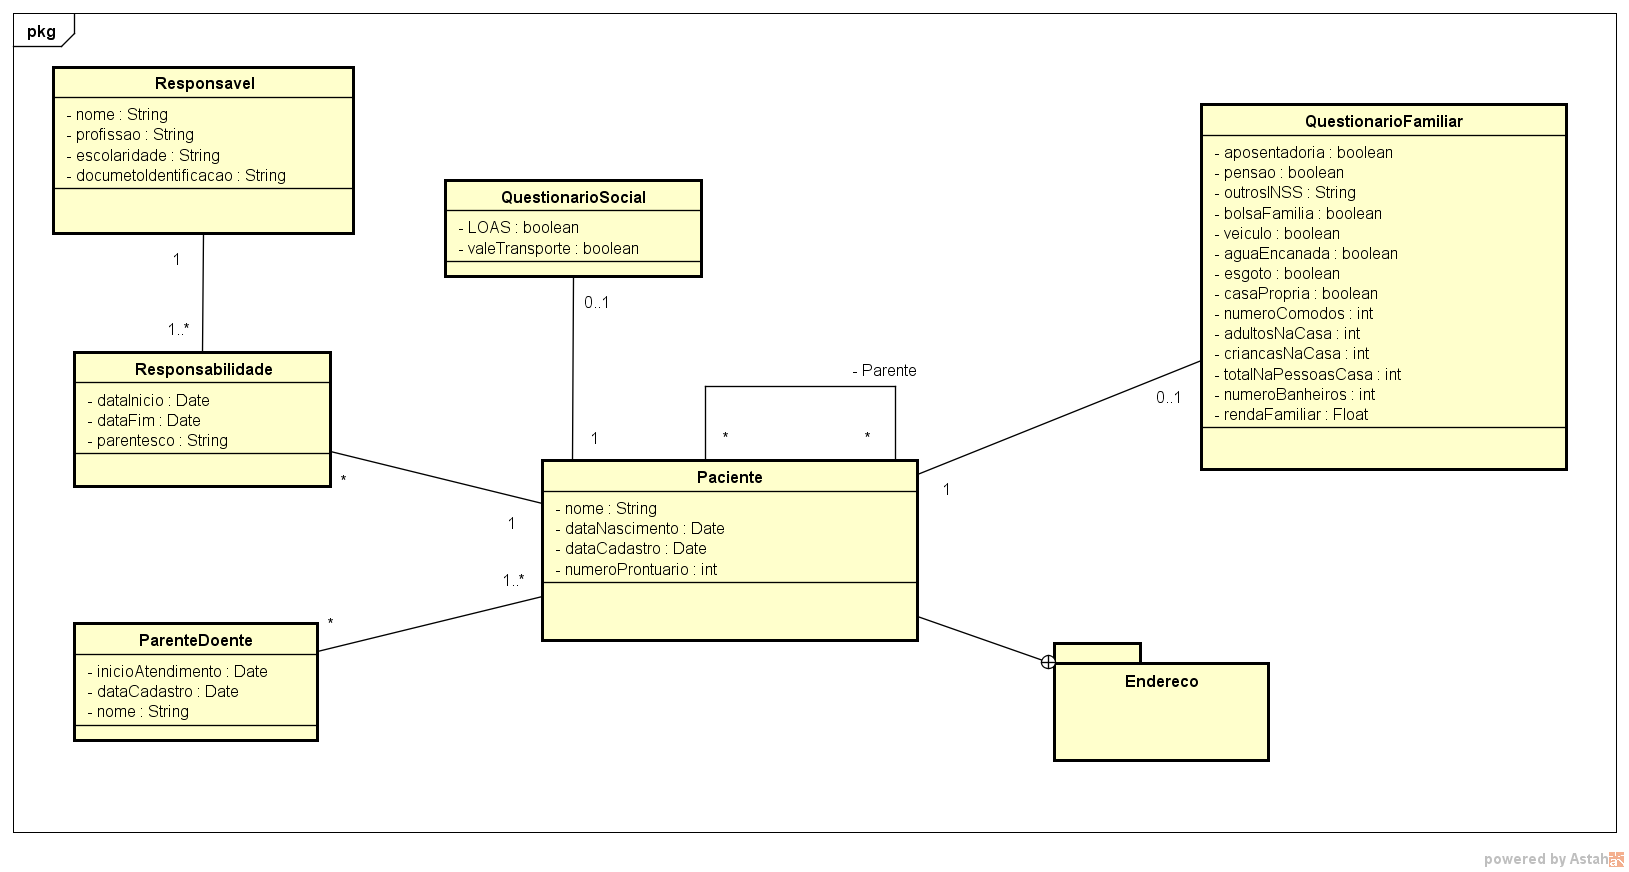 pkg
Responsavel
- nome : String
- profissao : String
- escolaridade : String
- documetoIdentificacao : String
1
1..*
QuestionarioSocial
- LOAS : boolean
- valeTransporte : boolean
0..1
1
QuestionarioFamiliar
- aposentadoria : boolean
- pensao : boolean
- outrosINSS : String
- bolsaFamilia : boolean
- veiculo : boolean
- aguaEncanada : boolean
- esgoto : boolean
- casaPropria : boolean
- numeroComodos : int
- adultosNaCasa : int
- criancasNaCasa : int
- totalNaPessoasCasa : int
- numeroBanheiros : int
- rendaFamiliar : Float
0..1
1
Responsabilidade
- dataInicio : Date
- dataFim : Date
- parentesco : String
*
1
- Parente
*
*
Paciente
- nome : String
- dataNascimento : Date
- dataCadastro : Date
- numeroProntuario : int
1..*
*
ParenteDoente
- inicioAtendimento : Date
- dataCadastro : Date
- nome : String
Endereco
powered by Astah